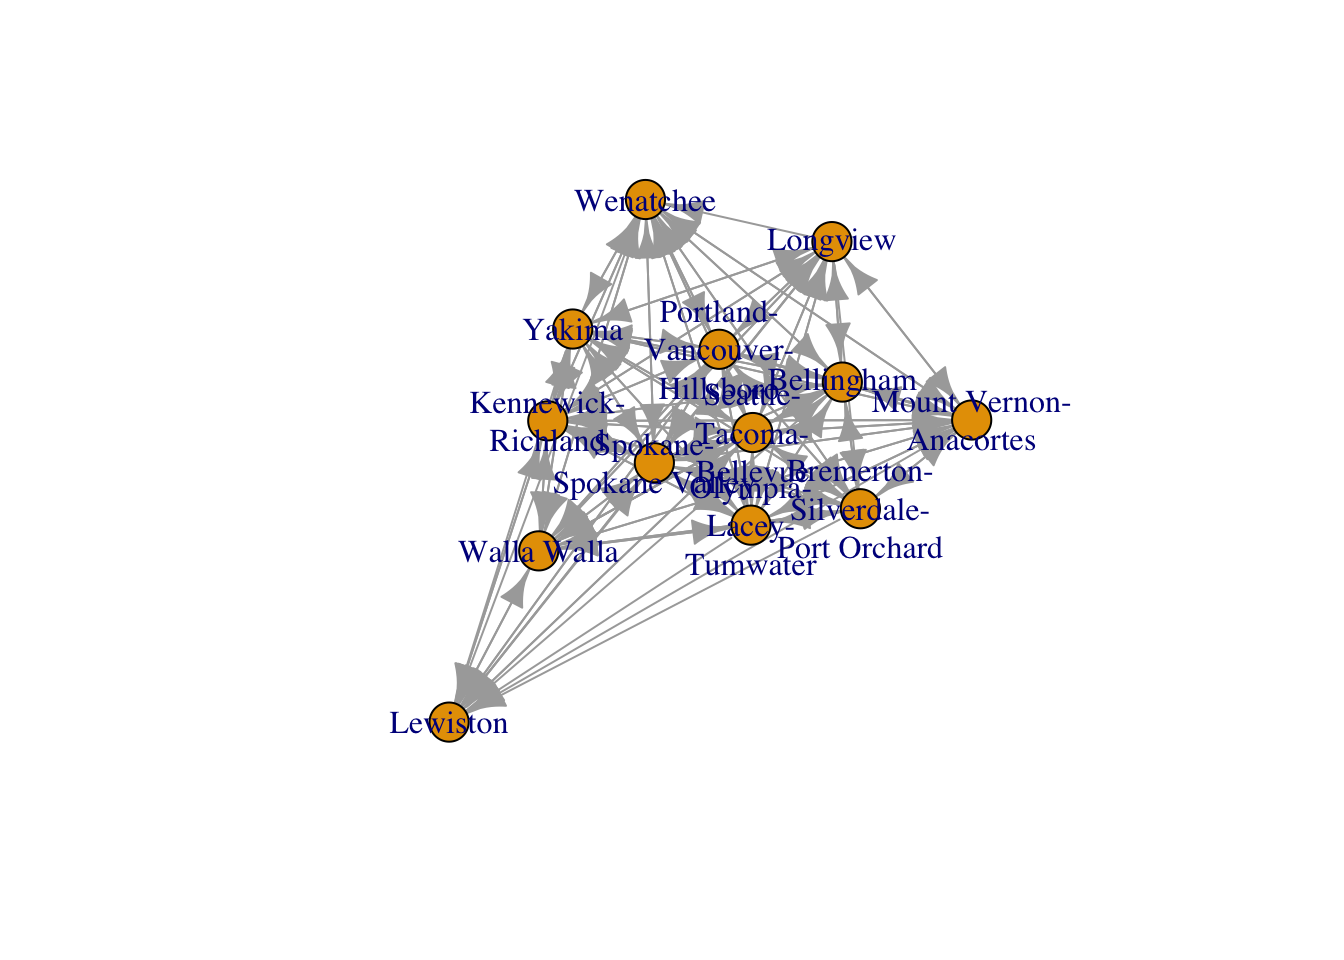 Wenatchee
Longview
Portland-
Vancouver-
Hillsboro
Yakima
Bellingham
Kennewick-
Richland
Seattle-
Tacoma-
Bellevue
Mount Vernon-
Anacortes
Spokane-
Spokane Valley
Olympia-
Lacey-
Tumwater
Bremerton-
Silverdale-
Port Orchard
Walla Walla
Lewiston